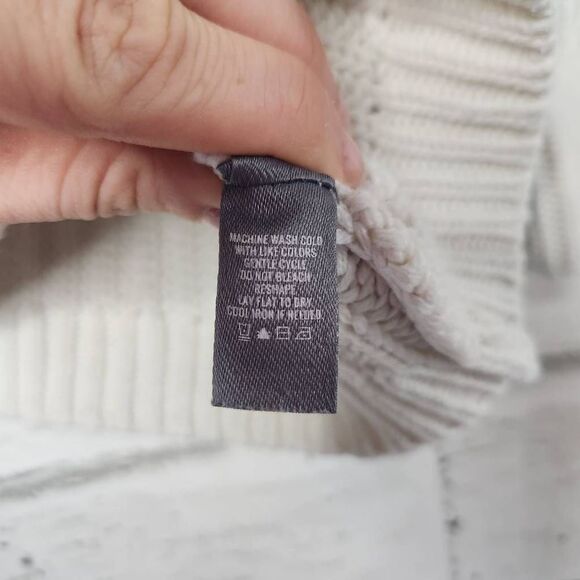 MACHINE WASH COLD
WITH LIKE COLORS
GENTLE CYCLE
DO NOT BLEACH
RESHAPE
LAY FLAT TO DRY
COOL IRON IF NEEDED